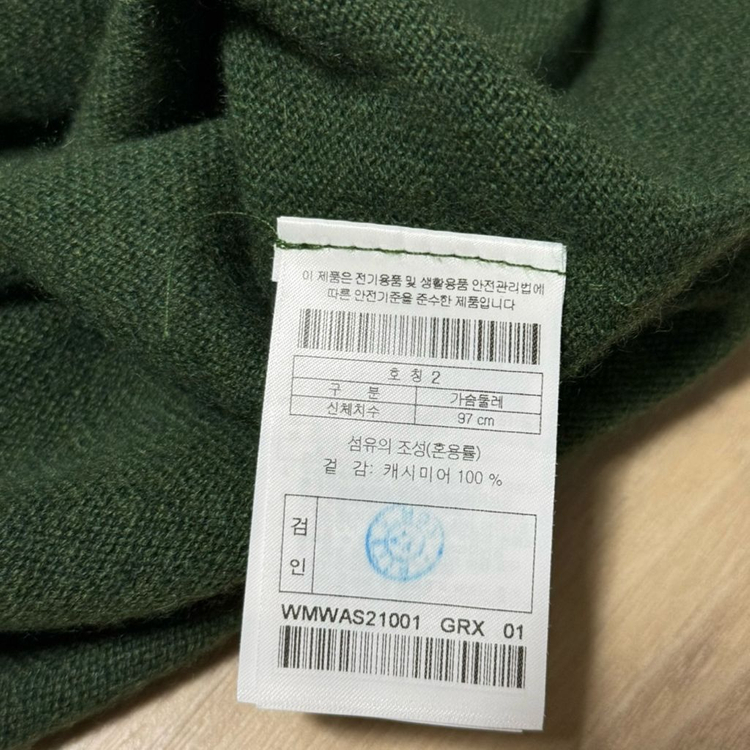 이 제품은 전기용품 및 생활용품 안전관리법에
따른 안전기준을 준수한 제품입니다
호 칭 2
구 분 가슴둘레
신체치수 97 cm
섬유의 조성(혼용률)
겉 감: 캐시미어 100 %
검
인
WMWAS21001 GRX 01